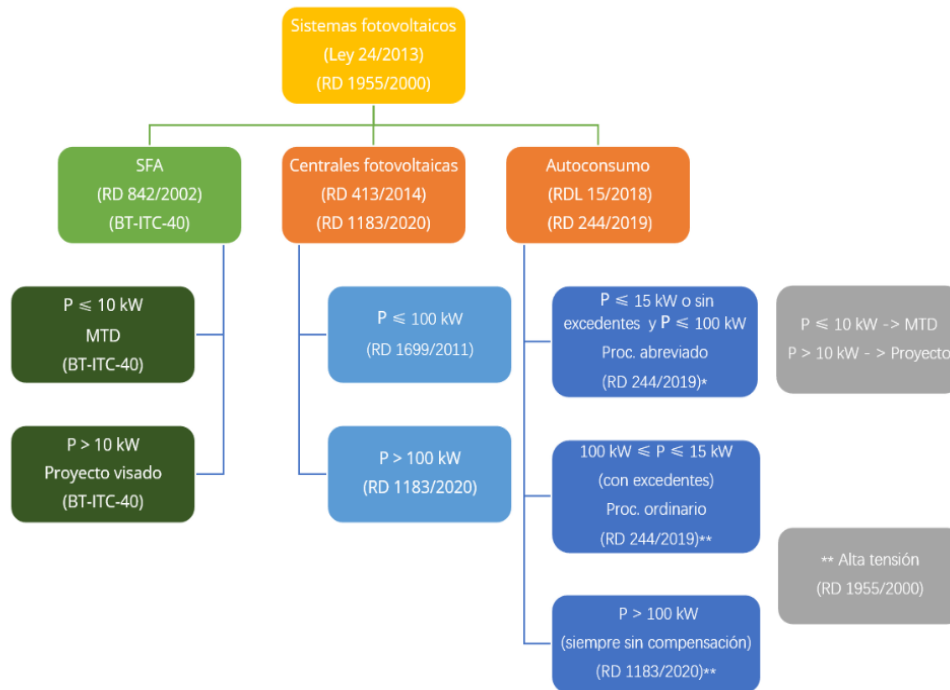 Sistemas fotovoltaicos
(Ley 24/2013)
(RD 1955/2000)
SFA
(RD 842/2002)
(BT-ITC-40)
Centrales fotovoltaicas
(RD 413/2014)
(RD 1183/2020)
Autoconsumo
(RDL 15/2018)
(RD 244/2019)
P ≤ 10 kW
MTD
(BT-ITC-40)
P > 10 kW
Proyecto visado
(BT-ITC-40)
P ≤ 100 kW
(RD 1699/2011)
P > 100 kW
(RD 1183/2020)
P ≤ 15 kW o sin
excedentes y P ≤ 100 kW
Proc. abreviado
(RD 244/2019)*
100 kW ≤ P ≤ 15 kW
(con excedentes)
Proc. ordinario
(RD 244/2019)**
P > 100 kW
(siempre sin compensación)
(RD 1183/2020)**
P ≤ 10 kW -> MTD
P > 10 kW - > Proyecto
** Alta tensión
(RD 1955/2000)